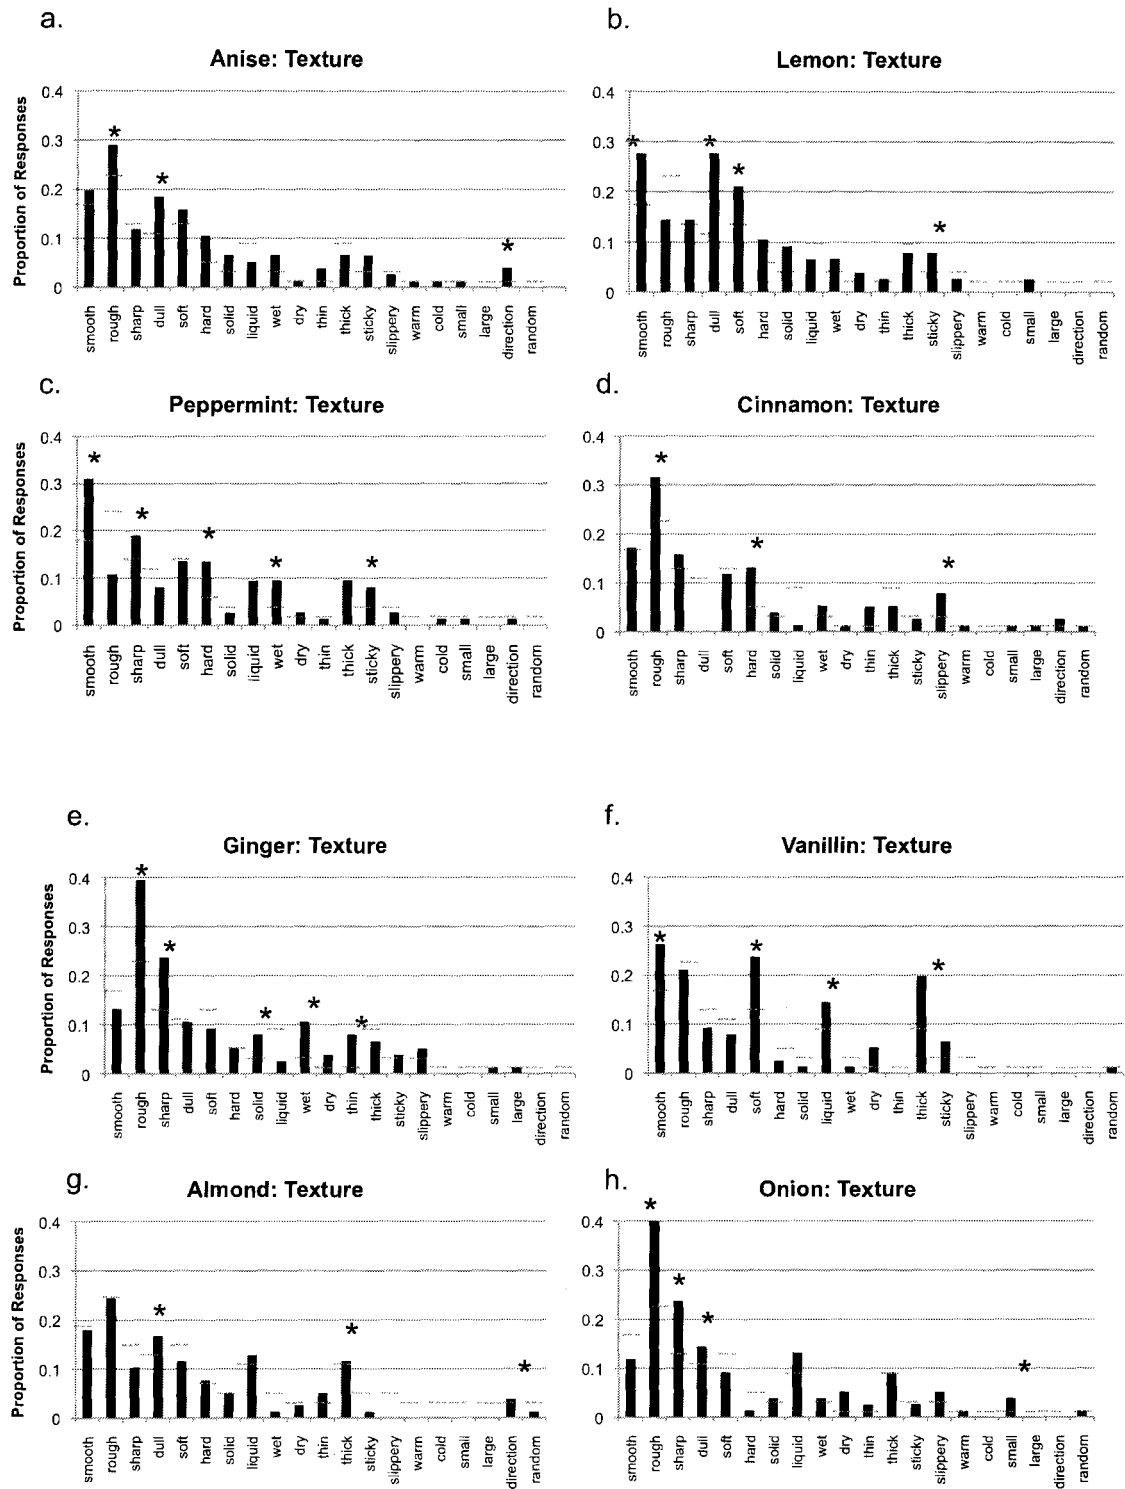 a.
Anise: Texture
Proportion of Responses
0.4
0.3
0.2
0.1
0
smooth rough sharp dull soft hard solid liquid wet dry thin thick sticky slippery warm cold small large direction random
b.
Lemon: Texture
0.4
0.3
0.2
0.1
0
smooth rough sharp dull soft hard solid liquid wet dry thin thick sticky slippery warm cold small large direction random
c.
Peppermint: Texture
Proportion of Responses
0.4
0.3
0.2
0.1
0
smooth rough sharp dull soft hard solid liquid wet dry thin thick sticky slippery warm cold small large direction random
d.
Cinnamon: Texture
0.4
0.3
0.2
0.1
0
smooth rough sharp dull soft hard solid liquid wet dry thin thick sticky slippery warm cold small large direction random
e.
Ginger: Texture
Proportion of Responses
0.4
0.3
0.2
0.1
0
smooth rough sharp dull soft hard solid liquid wet dry thin thick sticky slippery warm cold small large direction random
f.
Vanillin: Texture
0.4
0.3
0.2
0.1
0
smooth rough sharp dull soft hard solid liquid wet dry thin thick sticky slippery warm cold small large direction random
g.
Almond: Texture
Proportion of Responses
0.4
0.3
0.2
0.1
0
smooth rough sharp dull soft hard solid liquid wet dry thin thick sticky slippery warm cold small large direction random
h.
Onion: Texture
0.4
0.3
0.2
0.1
0
smooth rough sharp dull soft hard solid liquid wet dry thin thick sticky slippery warm cold small large direction random